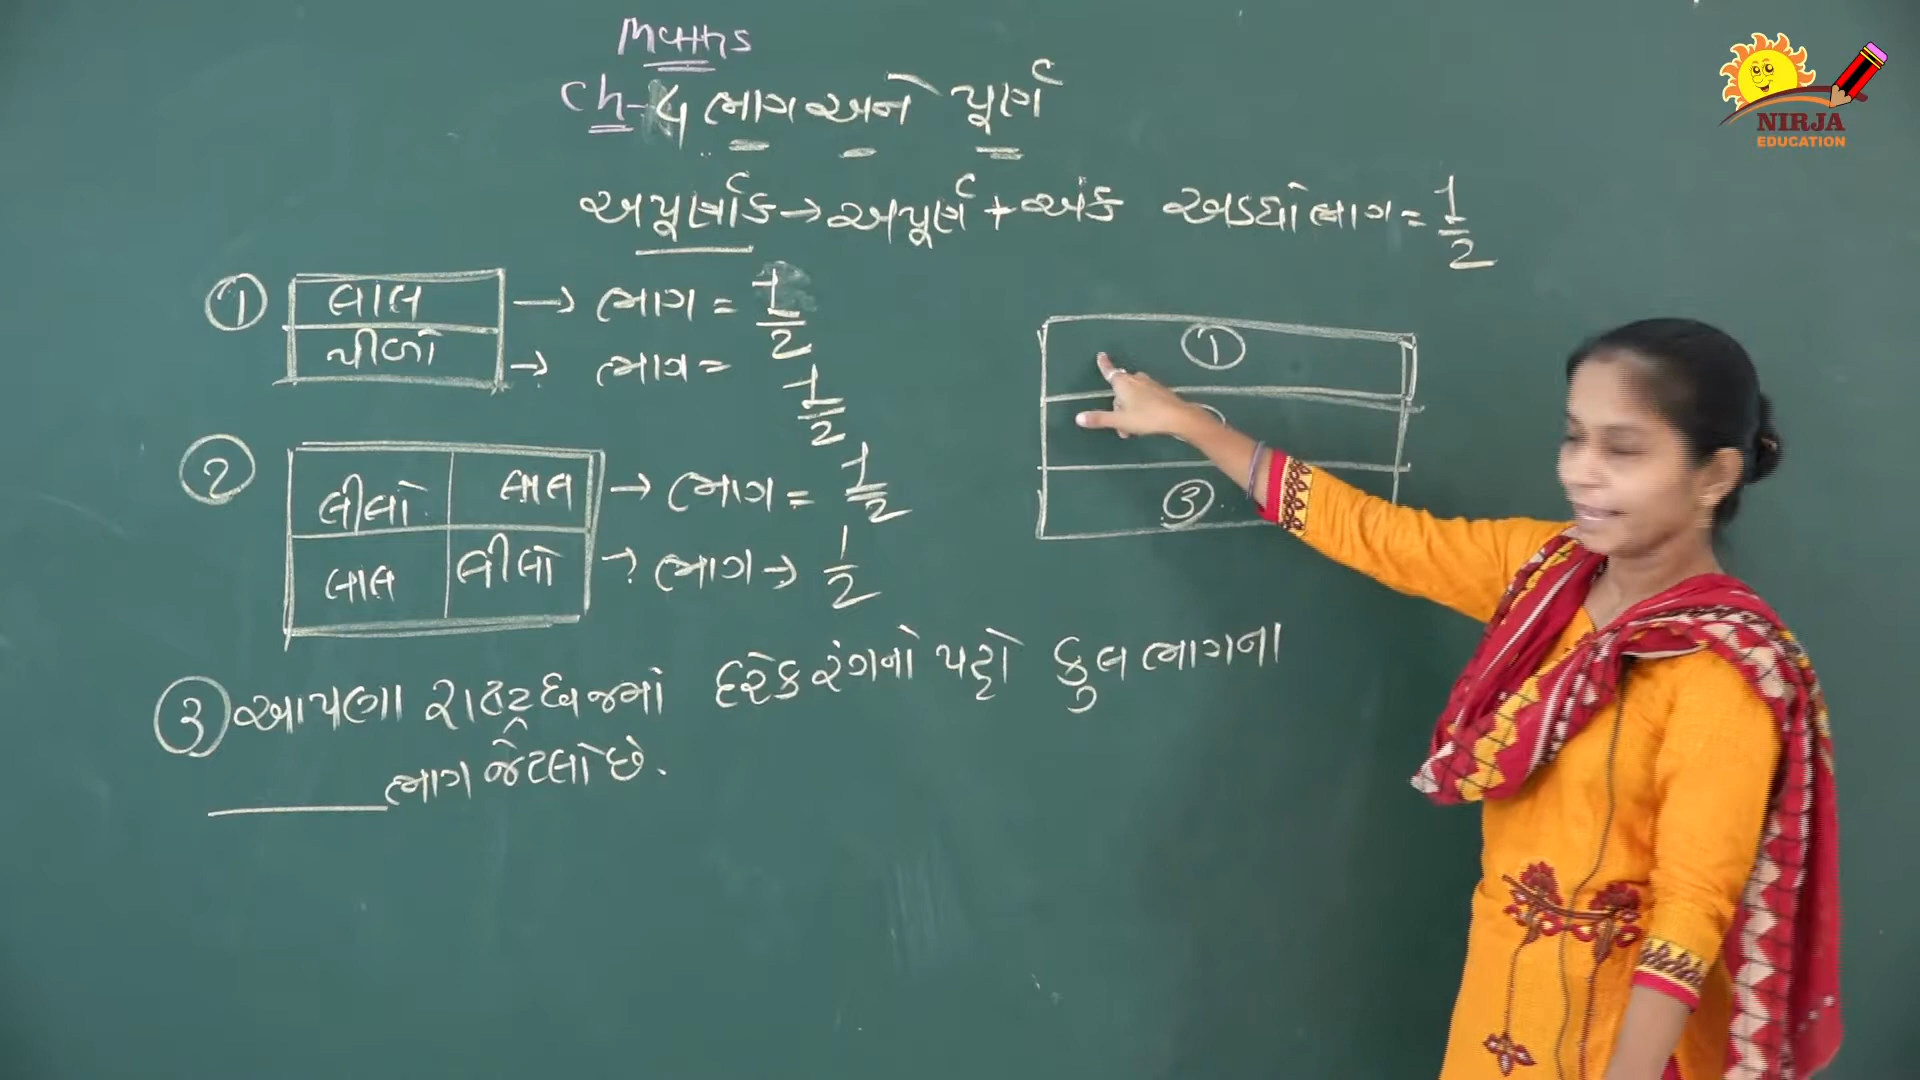 Maths
Ch-4 ભાગ અને પૂર્ણ
અપૂર્ણાંક → અપૂર્ણ + અંક અડધો ભાગ = 1/2
① લાલ → ભાગ = 1/2
પીળો → ભાગ = 1/2
② લીલો લાલ → ભાગ = 1/2
લાલ લીલો → ભાગ → 1/2
①
③
③ આપણા રાષ્ટ્રધ્વજમાં દરેક રંગનો પટ્ટો કુલ ભાગના
______ ભાગ જેટલો છે.
NIRJA
EDUCATION